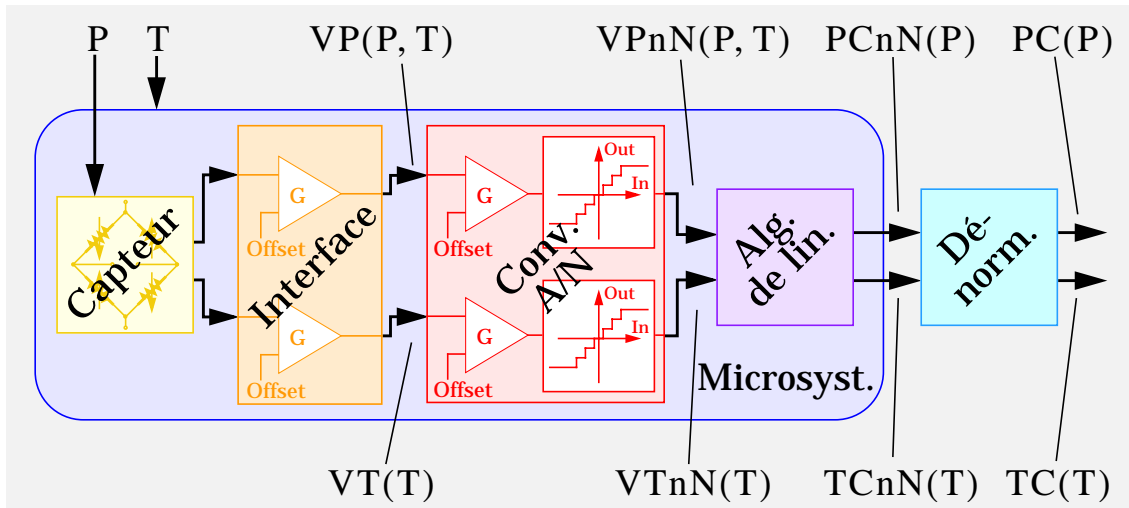 P T VP(P, T) VPnN(P, T) PCnN(P) PC(P)
Capteur
G
Offset
G
Offset
Interface
G
Offset
G
Offset
Conv.
A/N
Out
In
Out
In
Alg.
de lin.
Dé-
norm.
Microsyst.
VT(T) VTnN(T) TCnN(T) TC(T)